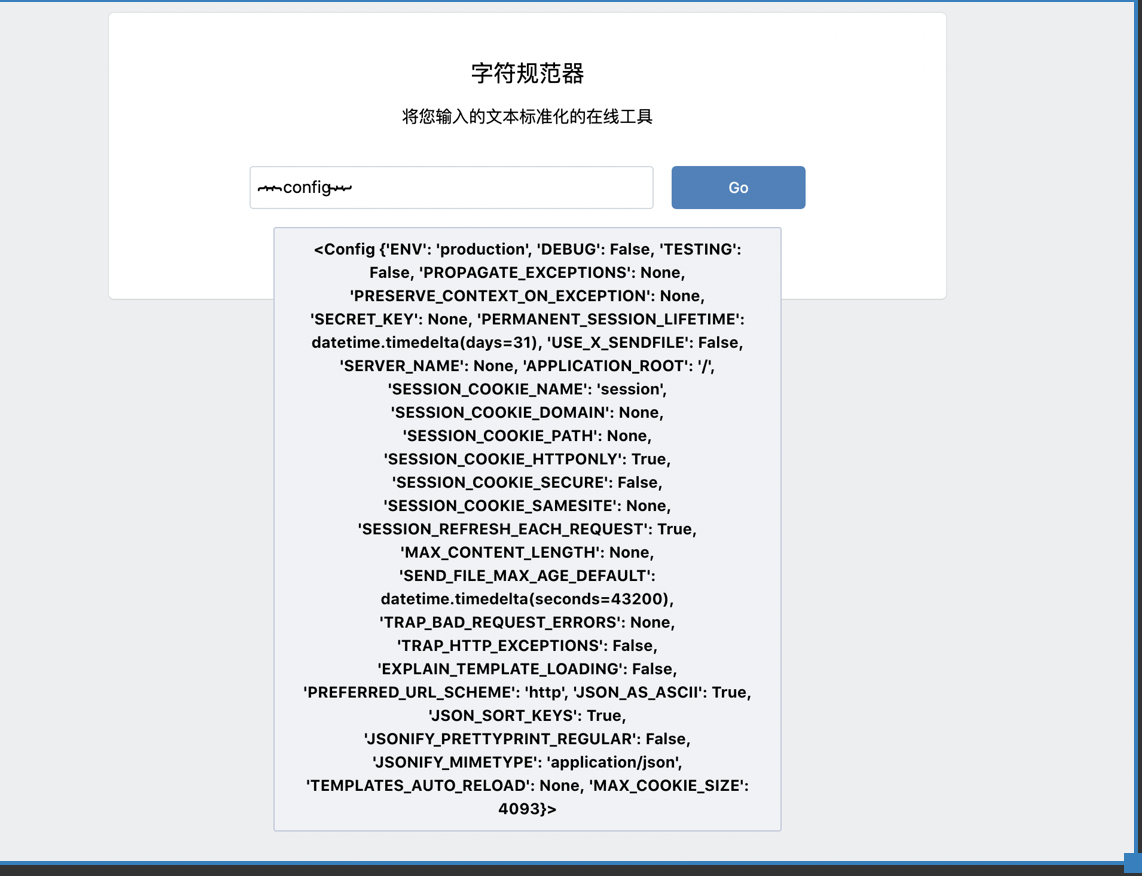 字符规范器
将您输入的文本标准化的在线工具
︷︷config︸︸
Go
<Config {'ENV': 'production', 'DEBUG': False, 'TESTING':
False, 'PROPAGATE_EXCEPTIONS': None,
'PRESERVE_CONTEXT_ON_EXCEPTION': None,
'SECRET_KEY': None, 'PERMANENT_SESSION_LIFETIME':
datetime.timedelta(days=31), 'USE_X_SENDFILE': False,
'SERVER_NAME': None, 'APPLICATION_ROOT': '/',
'SESSION_COOKIE_NAME': 'session',
'SESSION_COOKIE_DOMAIN': None,
'SESSION_COOKIE_PATH': None,
'SESSION_COOKIE_HTTPONLY': True,
'SESSION_COOKIE_SECURE': False,
'SESSION_COOKIE_SAMESITE': None,
'SESSION_REFRESH_EACH_REQUEST': True,
'MAX_CONTENT_LENGTH': None,
'SEND_FILE_MAX_AGE_DEFAULT':
datetime.timedelta(seconds=43200),
'TRAP_BAD_REQUEST_ERRORS': None,
'TRAP_HTTP_EXCEPTIONS': False,
'EXPLAIN_TEMPLATE_LOADING': False,
'PREFERRED_URL_SCHEME': 'http', 'JSON_AS_ASCII': True,
'JSON_SORT_KEYS': True,
'JSONIFY_PRETTYPRINT_REGULAR': False,
'JSONIFY_MIMETYPE': 'application/json',
'TEMPLATES_AUTO_RELOAD': None, 'MAX_COOKIE_SIZE':
4093}>